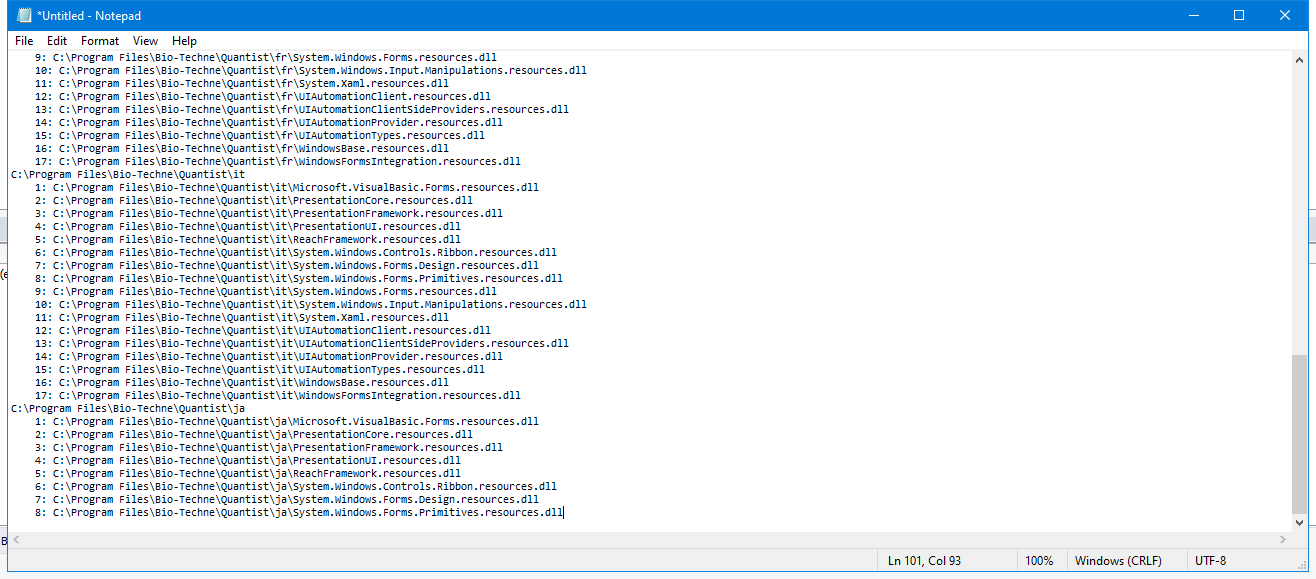 *Untitled - Notepad
File Edit Format View Help
9: C:\Program Files\Bio-Techne\Quantist\fr\System.Windows.Forms.resources.dll
10: C:\Program Files\Bio-Techne\Quantist\fr\System.Windows.Input.Manipulations.resources.dll
11: C:\Program Files\Bio-Techne\Quantist\fr\System.Xaml.resources.dll
12: C:\Program Files\Bio-Techne\Quantist\fr\UIAutomationClient.resources.dll
13: C:\Program Files\Bio-Techne\Quantist\fr\UIAutomationClientSideProviders.resources.dll
14: C:\Program Files\Bio-Techne\Quantist\fr\UIAutomationProvider.resources.dll
15: C:\Program Files\Bio-Techne\Quantist\fr\UIAutomationTypes.resources.dll
16: C:\Program Files\Bio-Techne\Quantist\fr\WindowsBase.resources.dll
17: C:\Program Files\Bio-Techne\Quantist\fr\WindowsFormsIntegration.resources.dll
C:\Program Files\Bio-Techne\Quantist\it
1: C:\Program Files\Bio-Techne\Quantist\it\Microsoft.VisualBasic.Forms.resources.dll
2: C:\Program Files\Bio-Techne\Quantist\it\PresentationCore.resources.dll
3: C:\Program Files\Bio-Techne\Quantist\it\PresentationFramework.resources.dll
4: C:\Program Files\Bio-Techne\Quantist\it\PresentationUI.resources.dll
5: C:\Program Files\Bio-Techne\Quantist\it\ReachFramework.resources.dll
6: C:\Program Files\Bio-Techne\Quantist\it\System.Windows.Controls.Ribbon.resources.dll
7: C:\Program Files\Bio-Techne\Quantist\it\System.Windows.Forms.Design.resources.dll
8: C:\Program Files\Bio-Techne\Quantist\it\System.Windows.Forms.Primitives.resources.dll
9: C:\Program Files\Bio-Techne\Quantist\it\System.Windows.Forms.resources.dll
10: C:\Program Files\Bio-Techne\Quantist\it\System.Windows.Input.Manipulations.resources.dll
11: C:\Program Files\Bio-Techne\Quantist\it\System.Xaml.resources.dll
12: C:\Program Files\Bio-Techne\Quantist\it\UIAutomationClient.resources.dll
13: C:\Program Files\Bio-Techne\Quantist\it\UIAutomationClientSideProviders.resources.dll
14: C:\Program Files\Bio-Techne\Quantist\it\UIAutomationProvider.resources.dll
15: C:\Program Files\Bio-Techne\Quantist\it\UIAutomationTypes.resources.dll
16: C:\Program Files\Bio-Techne\Quantist\it\WindowsBase.resources.dll
17: C:\Program Files\Bio-Techne\Quantist\it\WindowsFormsIntegration.resources.dll
C:\Program Files\Bio-Techne\Quantist\ja
1: C:\Program Files\Bio-Techne\Quantist\ja\Microsoft.VisualBasic.Forms.resources.dll
2: C:\Program Files\Bio-Techne\Quantist\ja\PresentationCore.resources.dll
3: C:\Program Files\Bio-Techne\Quantist\ja\PresentationFramework.resources.dll
4: C:\Program Files\Bio-Techne\Quantist\ja\PresentationUI.resources.dll
5: C:\Program Files\Bio-Techne\Quantist\ja\ReachFramework.resources.dll
6: C:\Program Files\Bio-Techne\Quantist\ja\System.Windows.Controls.Ribbon.resources.dll
7: C:\Program Files\Bio-Techne\Quantist\ja\System.Windows.Forms.Design.resources.dll
8: C:\Program Files\Bio-Techne\Quantist\ja\System.Windows.Forms.Primitives.resources.dll
Ln 101, Col 93 100% Windows (CRLF) UTF-8